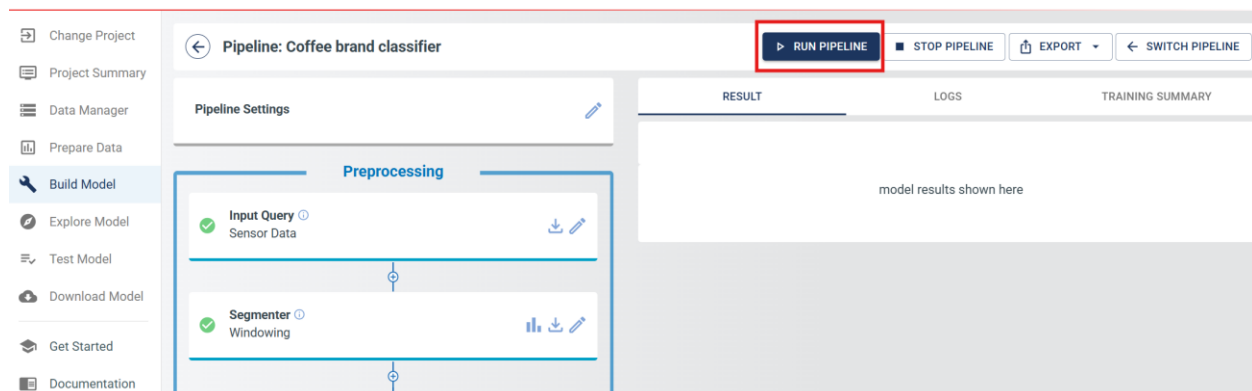 Change Project
Project Summary
Data Manager
Prepare Data
Build Model
Explore Model
Test Model
Download Model
Get Started
Documentation
Pipeline: Coffee brand classifier
RUN PIPELINE
STOP PIPELINE
EXPORT
SWITCH PIPELINE
Pipeline Settings
Preprocessing
Input Query
Sensor Data
Segmenter
Windowing
RESULT
LOGS
TRAINING SUMMARY
model results shown here